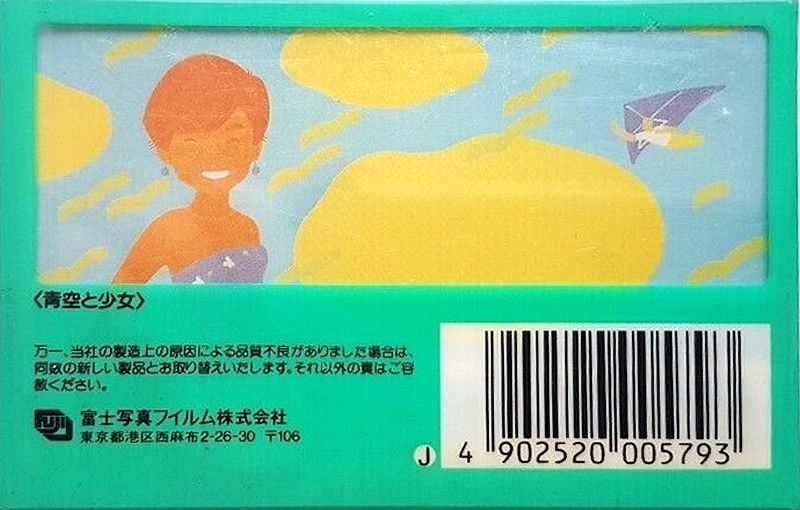 〈青空と少女〉
万一、当社の製造上の原因による品質不良がありました場合は、
同数の新しい製品とお取り替えいたします。それ以外の責はご容
赦ください。
FUJI 富士写真フイルム株式会社
東京都港区西麻布2-26-30 〒106
J 4 902520 005793